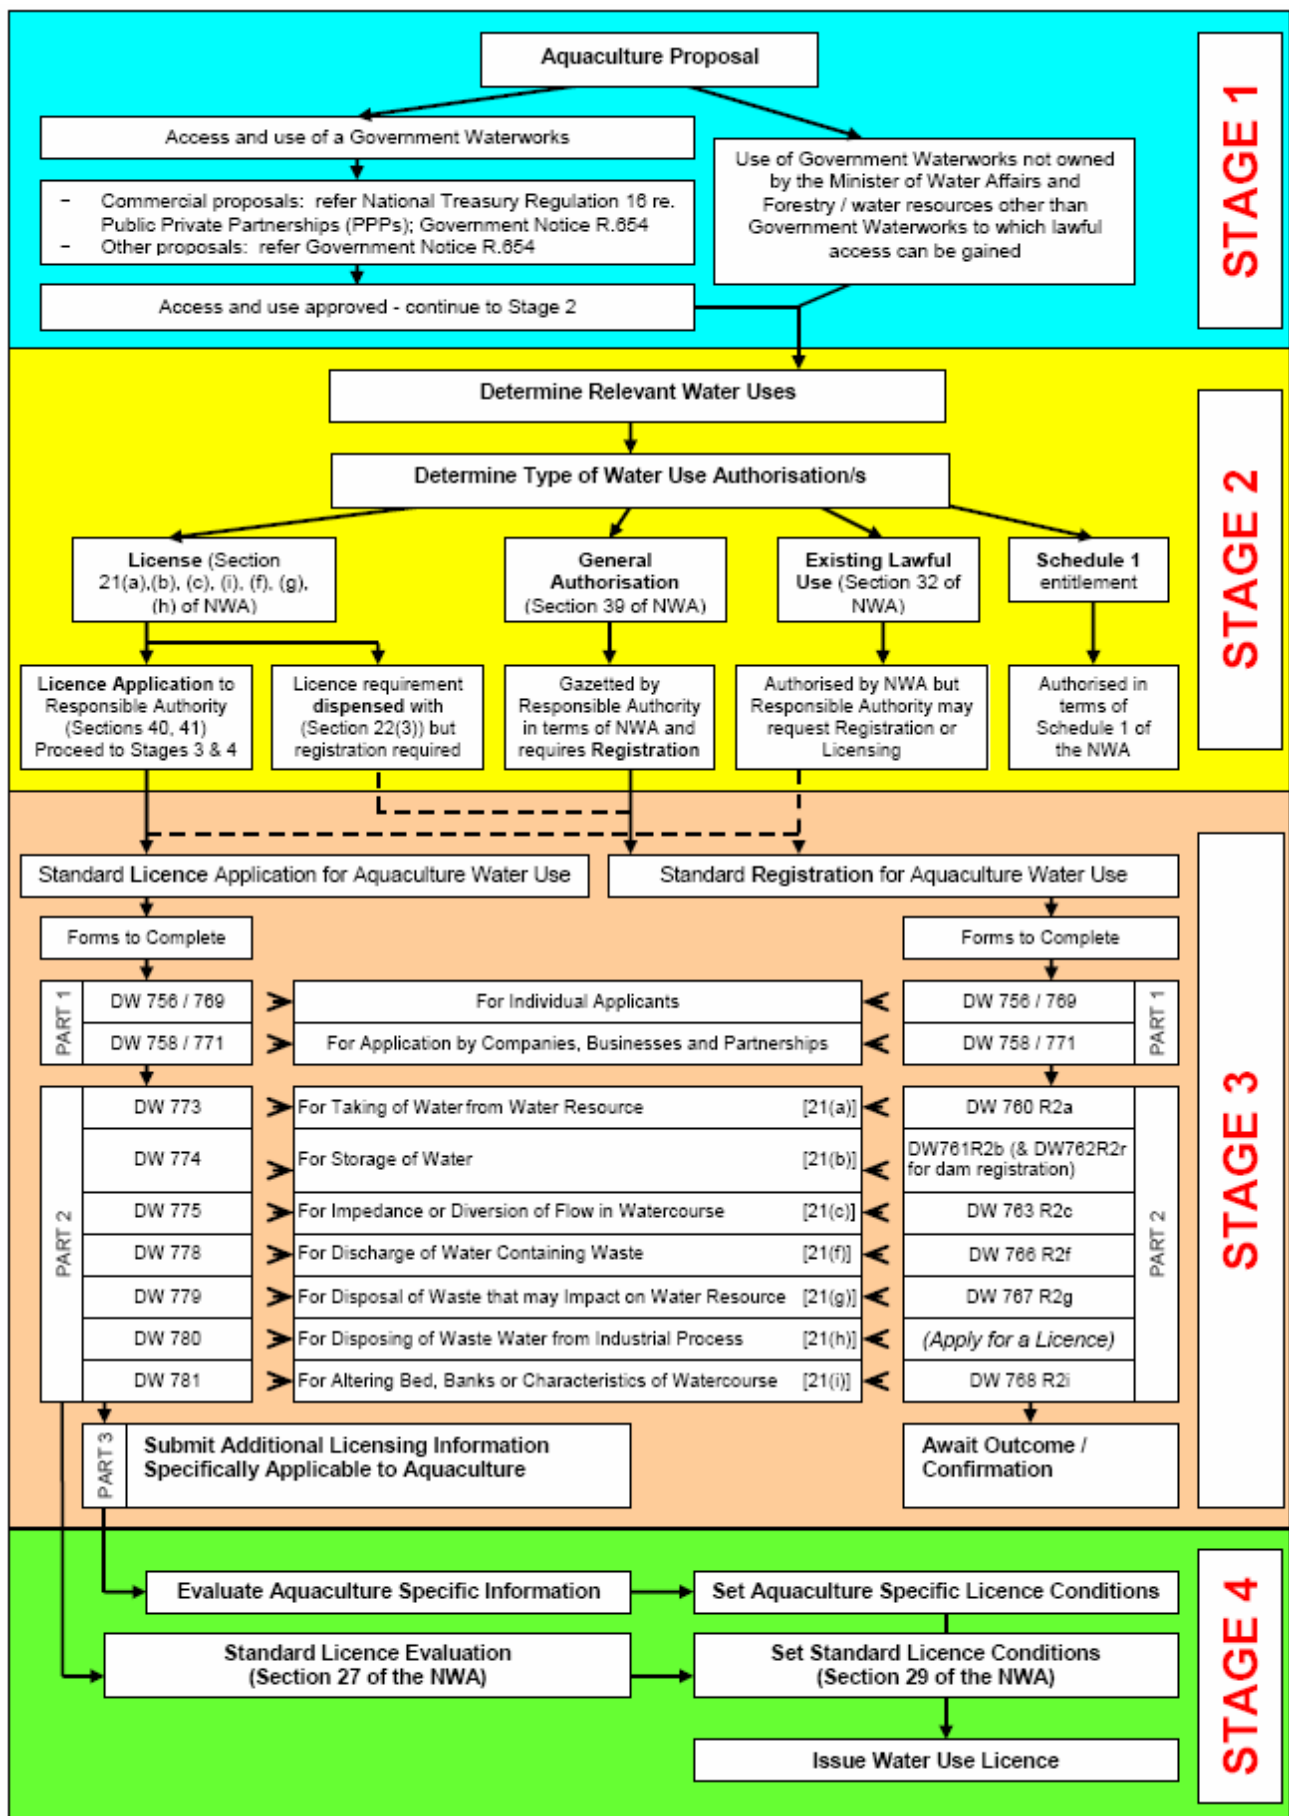 Aquaculture Proposal
STAGE 1
Access and use of a Government Waterworks
Use of Government Waterworks not owned
by the Minister of Water Affairs and
Forestry / water resources other than
Government Waterworks to which lawful
access can be gained
– Commercial proposals: refer National Treasury Regulation 16 re.
Public Private Partnerships (PPPs); Government Notice R.654
– Other proposals: refer Government Notice R.654
Access and use approved - continue to Stage 2
Determine Relevant Water Uses
STAGE 2
Determine Type of Water Use Authorisation/s
License (Section
21(a),(b), (c), (i), (f), (g),
(h) of NWA)
General
Authorisation
(Section 39 of NWA)
Existing Lawful
Use (Section 32 of
NWA)
Schedule 1
entitlement
Licence Application to
Responsible Authority
(Sections 40, 41)
Proceed to Stages 3 & 4
Licence requirement
dispensed with
(Section 22(3)) but
registration required
Gazetted by
Responsible Authority
in terms of NWA and
requires Registration
Authorised by NWA but
Responsible Authority may
request Registration or
Licensing
Authorised in
terms of
Schedule 1 of
the NWA
STAGE 3
Standard Licence Application for Aquaculture Water Use
Standard Registration for Aquaculture Water Use
Forms to Complete
Forms to Complete
PART 1
DW 756 / 769
For Individual Applicants
DW 756 / 769
PART 1
DW 758 / 771
For Application by Companies, Businesses and Partnerships
DW 758 / 771
PART 2
DW 773
For Taking of Water from Water Resource [21(a)]
DW 760 R2a
PART 2
DW 774
For Storage of Water [21(b)]
DW761R2b (& DW762R2r
for dam registration)
DW 775
For Impedance or Diversion of Flow in Watercourse [21(c)]
DW 763 R2c
DW 778
For Discharge of Water Containing Waste [21(f)]
DW 766 R2f
DW 779
For Disposal of Waste that may Impact on Water Resource [21(g)]
DW 767 R2g
DW 780
For Disposing of Waste Water from Industrial Process [21(h)]
(Apply for a Licence)
DW 781
For Altering Bed, Banks or Characteristics of Watercourse [21(i)]
DW 768 R2i
PART 3
Submit Additional Licensing Information
Specifically Applicable to Aquaculture
Await Outcome /
Confirmation
STAGE 4
Evaluate Aquaculture Specific Information
Set Aquaculture Specific Licence Conditions
Standard Licence Evaluation
(Section 27 of the NWA)
Set Standard Licence Conditions
(Section 29 of the NWA)
Issue Water Use Licence